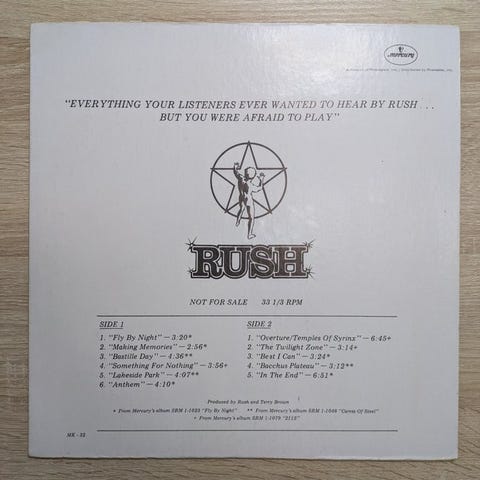 mercury
"EVERYTHING YOUR LISTENERS EVER WANTED TO HEAR BY RUSH . . .
BUT YOU WERE AFRAID TO PLAY"
RUSH
NOT FOR SALE 33 1/3 RPM
SIDE 1
1. "Fly By Night" — 3:20*
2. "Making Memories" — 2:56*
3. "Bastille Day" — 4:36**
4. "Something For Nothing" — 3:56+
5. "Lakeside Park" — 4:07**
6. "Anthem" — 4:10*
SIDE 2
1. "Overture/Temples Of Syrinx" — 6:45+
2. "The Twilight Zone" — 3:14+
3. "Best I Can" — 3:24*
4. "Bacchus Plateau" — 3:12**
5. "In The End" — 6:51*
Produced by Rush and Terry Brown
* From Mercury's album SRM 1-1023 "Fly By Night" ** From Mercury's album SRM 1-1046 "Caress Of Steel"
+ From Mercury's album SRM 1-1079 "2112"
MK - 32